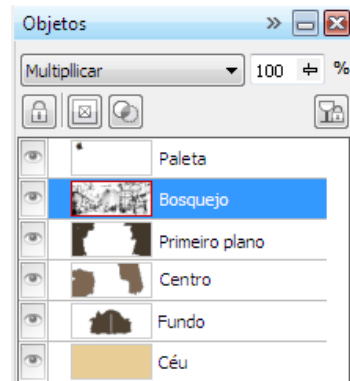 Objetos
Multipllicar 100 %
Paleta
Bosquejo
Primeiro plano
Centro
Fundo
Céu